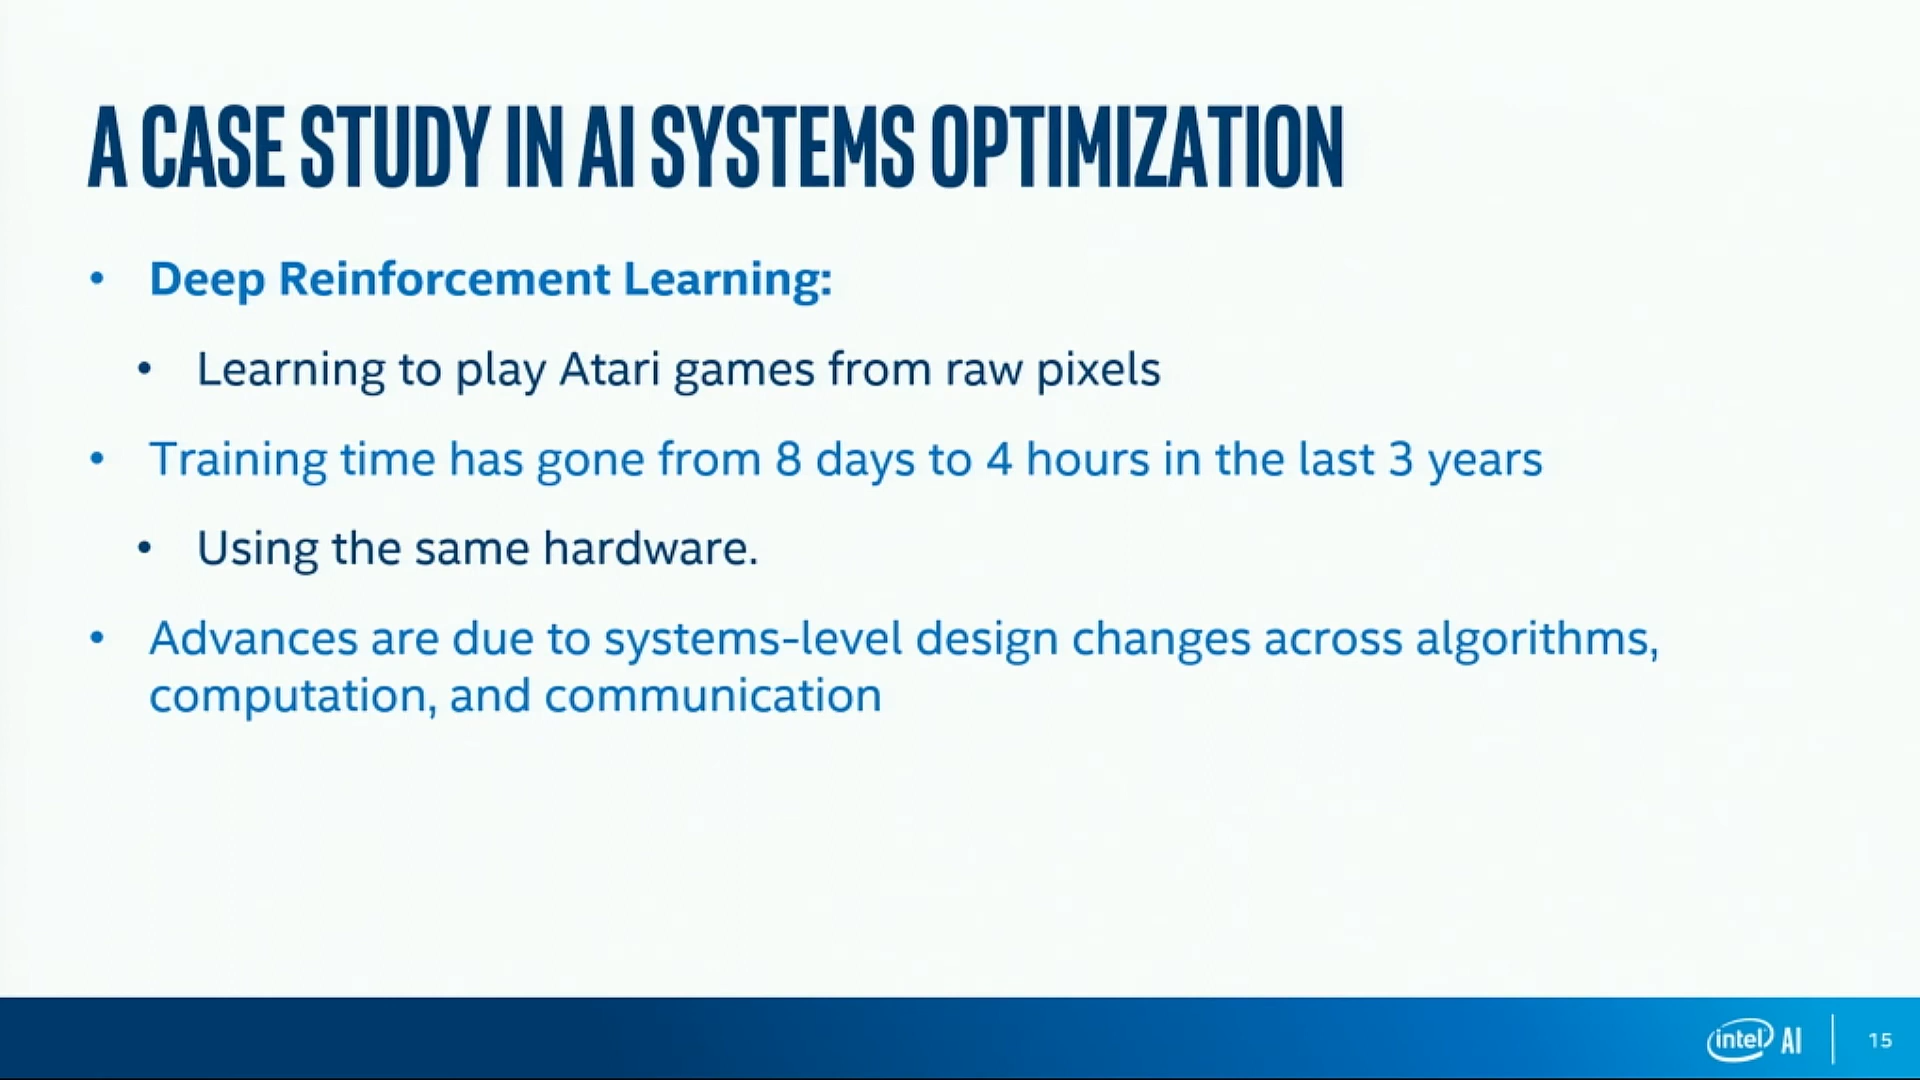 A CASE STUDY IN AI SYSTEMS OPTIMIZATION
• Deep Reinforcement Learning:
• Learning to play Atari games from raw pixels
• Training time has gone from 8 days to 4 hours in the last 3 years
• Using the same hardware.
• Advances are due to systems-level design changes across algorithms,
computation, and communication
intel AI 15